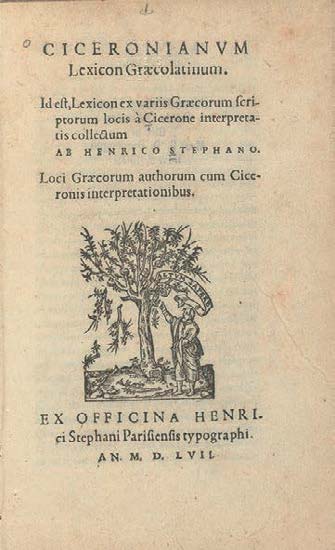 CICERONIANVM
Lexicon Græcolatinum.
Id est, Lexicon ex variis Græcorum scri-
ptorum locis à Cicerone interpreta-
tis collectum
AB HENRICO STEPHANO.
Loci Græcorum authorum cum Cice-
ronis interpretationibus.
EX OFFICINA HENRI-
ci Stephani Parisiensis typographi.
AN. M. D. LVII.